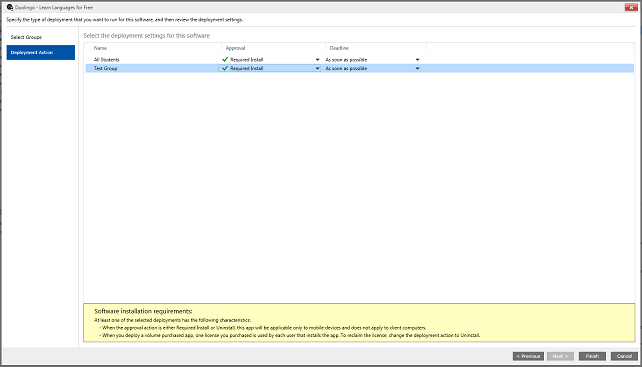 Duolingo - Learn Languages for Free
Specify the type of deployment that you want to run for this software, and then review the deployment settings.
Select Groups
Deployment Action
Select the deployment settings for this software
Name Approval Deadline
All Students Required Install As soon as possible
Test Group Required Install As soon as possible
Software installation requirements:
At least one of the selected deployments has the following characteristics:
- When the approval action is either Required Install or Uninstall, this app will be applicable only to mobile devices and does not apply to client computers.
- When you deploy a volume purchased app, one license you purchased is used by each user that installs the app. To reclaim the license, change the deployment action to Uninstall.
< Previous Next > Finish Cancel